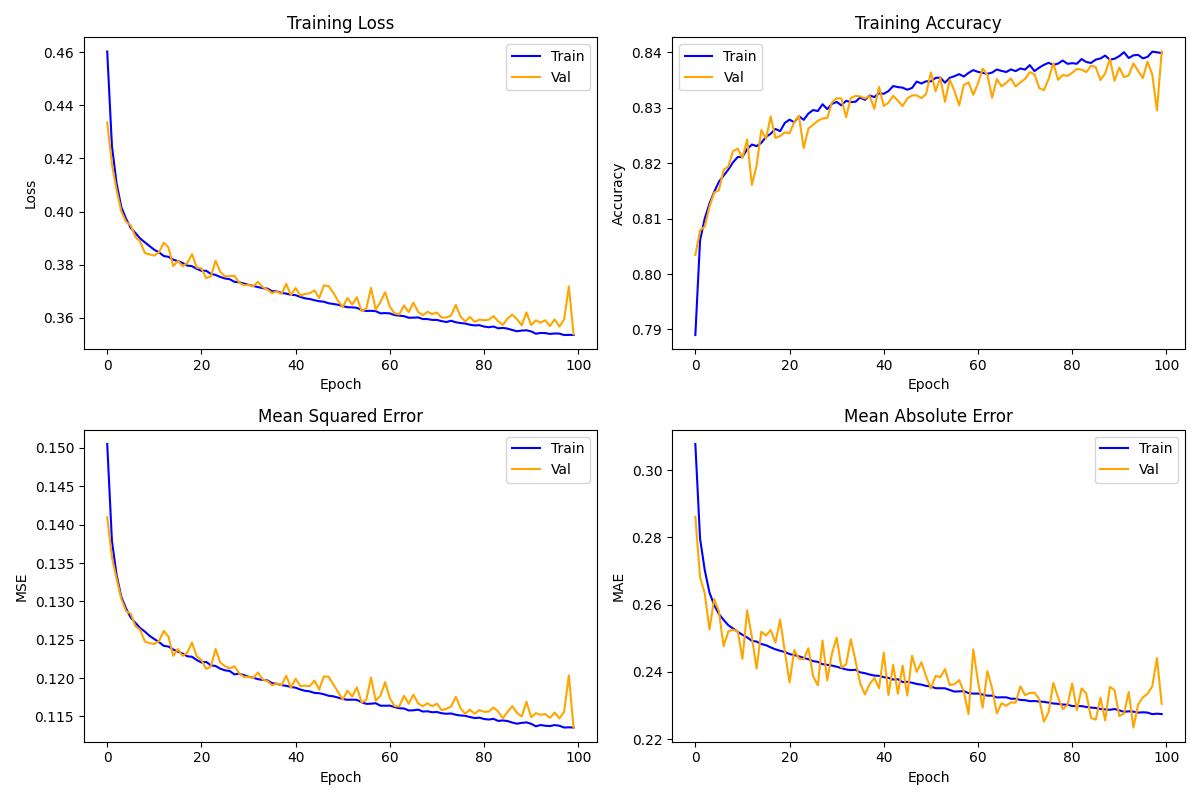 Training Loss
0.46
0.44
0.42
0.40
0.38
0.36
Loss
0
20
40
60
80
100
Epoch
Train
Val
Training Accuracy
0.84
0.83
0.82
0.81
0.80
0.79
Accuracy
0
20
40
60
80
100
Epoch
Train
Val
Mean Squared Error
0.150
0.145
0.140
0.135
0.130
0.125
0.120
0.115
MSE
0
20
40
60
80
100
Epoch
Train
Val
Mean Absolute Error
0.30
0.28
0.26
0.24
0.22
MAE
0
20
40
60
80
100
Epoch
Train
Val